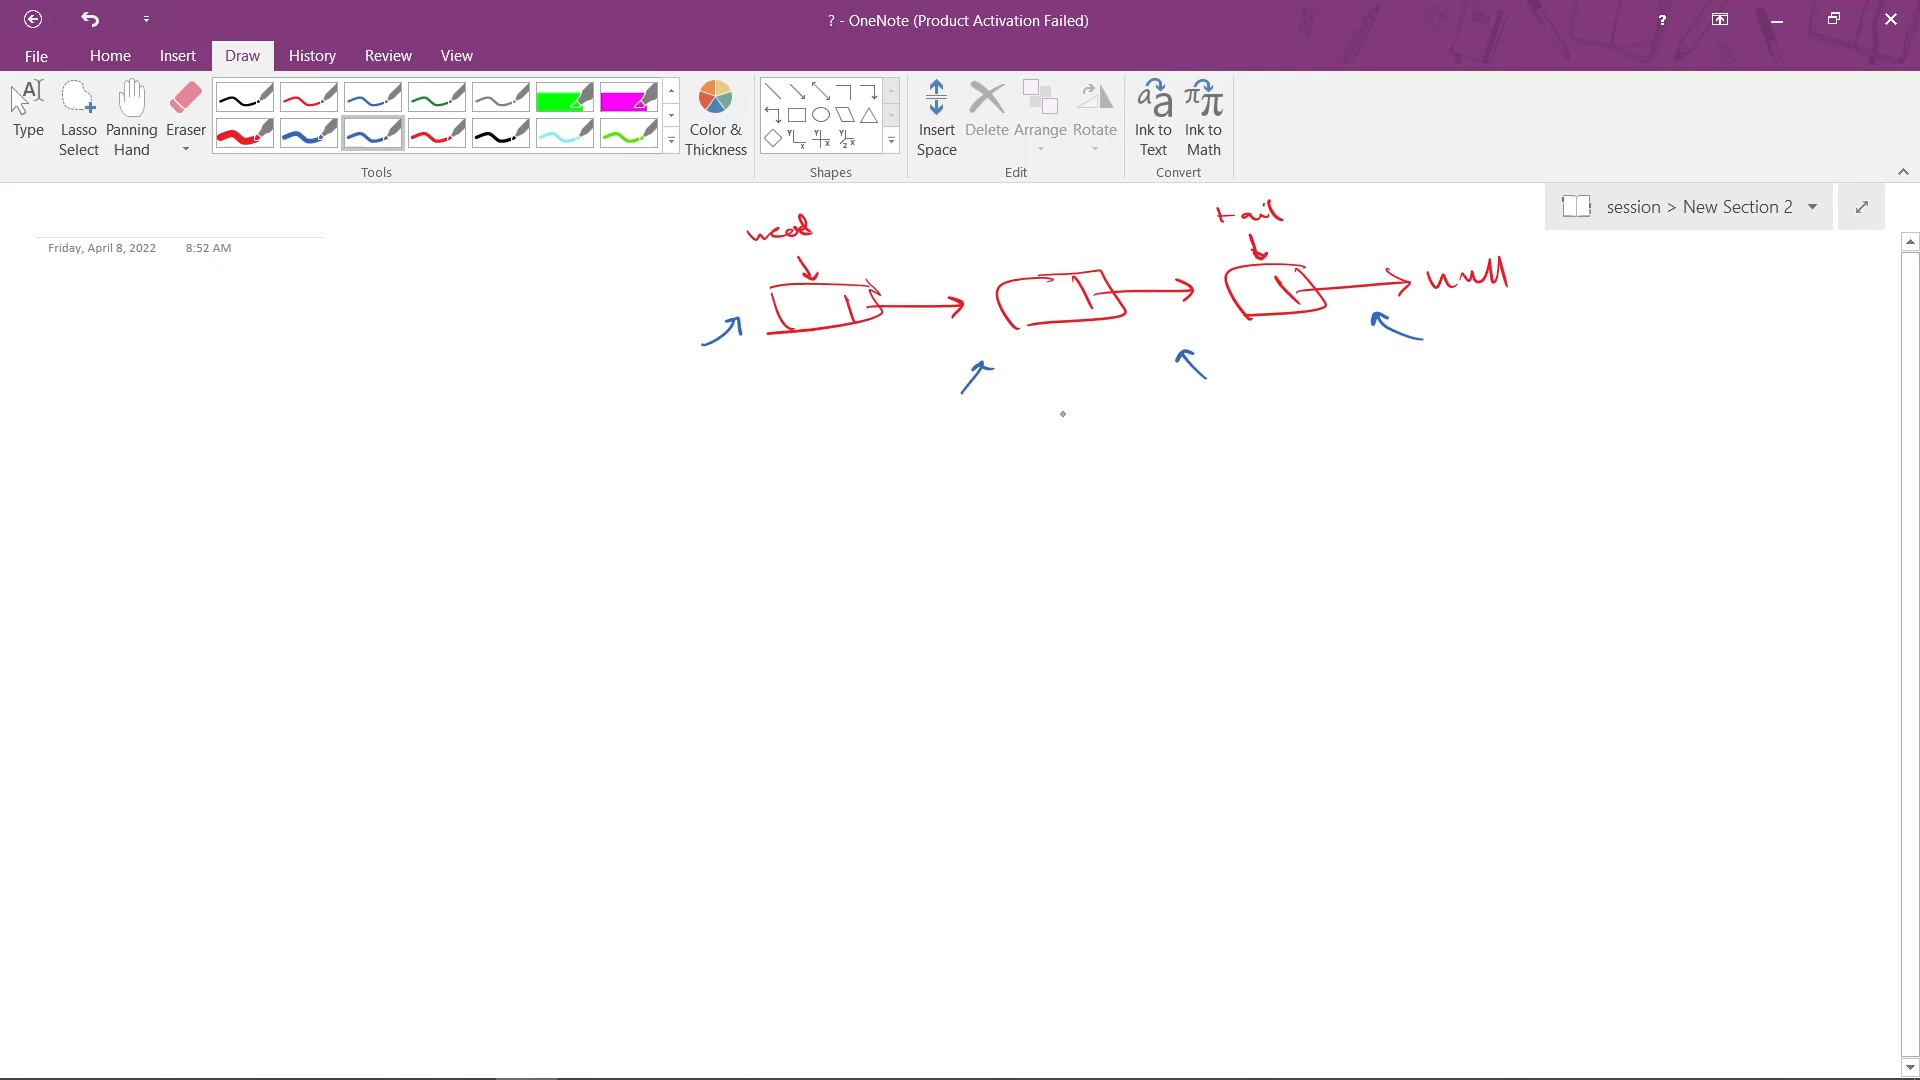 ? - OneNote (Product Activation Failed)
?
File Home Insert Draw History Review View
Type
Lasso Select
Panning Hand
Eraser
Color & Thickness
Insert Space
Delete
Arrange
Rotate
Ink to Text
Ink to Math
Tools
Shapes
Edit
Convert
session > New Section 2
Friday, April 8, 2022 8:52 AM
head
tail
null